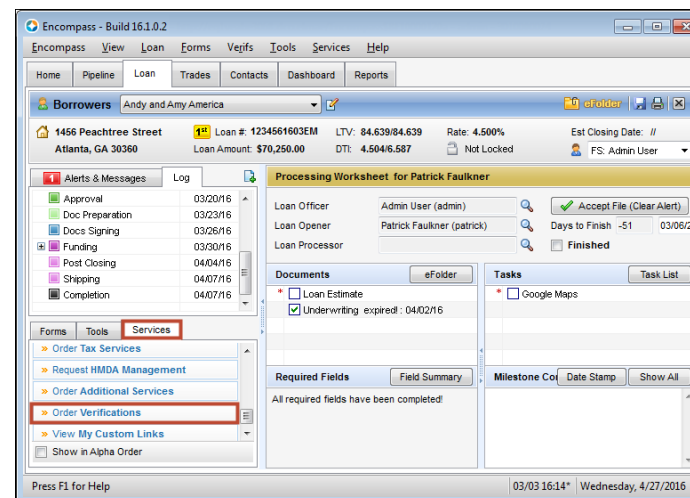 Encompass - Build 16.1.0.2
Encompass View Loan Forms Verifs Tools Services Help
Home Pipeline Loan Trades Contacts Dashboard Reports
Borrowers Andy and Amy America eFolder
1456 Peachtree Street 1st Loan #: 1234561603EM LTV: 84.639/84.639 Rate: 4.500% Est Closing Date: //
Atlanta, GA 30360 Loan Amount: $70,250.00 DTI: 4.504/6.587 Not Locked FS: Admin User
1 Alerts & Messages Log
Approval 03/20/16
Doc Preparation 03/23/16
Docs Signing 03/26/16
Funding 03/30/16
Post Closing 04/04/16
Shipping 04/07/16
Completion 04/07/16
Forms Tools Services
» Order Tax Services
» Request HMDA Management
» Order Additional Services
» Order Verifications
» View My Custom Links
Show in Alpha Order
Processing Worksheet for Patrick Faulkner
Loan Officer Admin User (admin) Accept File (Clear Alert)
Loan Opener Patrick Faulkner (patrick) Days to Finish -51 03/06/2
Loan Processor Finished
Documents eFolder
* Loan Estimate
Underwriting expired! : 04/02/16
Tasks Task List
* Google Maps
Required Fields Field Summary
All required fields have been completed!
Milestone Co Date Stamp Show All
Press F1 for Help 03/03 16:14* Wednesday, 4/27/2016